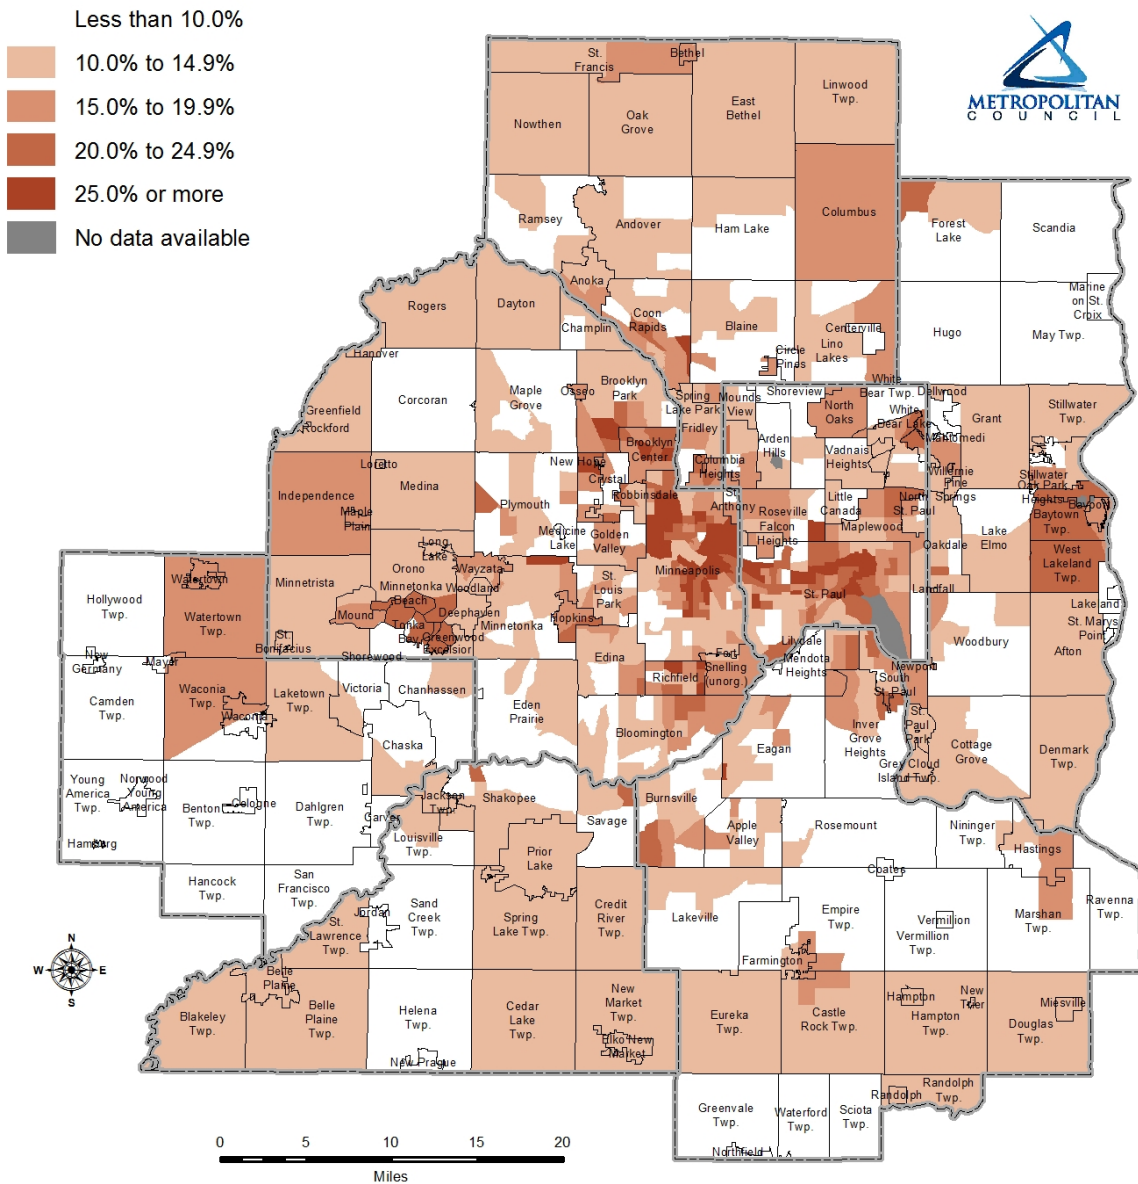 Less than 10.0%
10.0% to 14.9%
15.0% to 19.9%
20.0% to 24.9%
25.0% or more
No data available
METROPOLITAN
COUNCIL
St.
Francis
Bethel
Linwood
Twp.
East
Bethel
Oak
Grove
Nowthen
Ramsey
Andover
Ham Lake
Columbus
Forest
Lake
Scandia
Marine
on St.
Croix
Anoka
Rogers
Dayton
Champlin
Coon
Rapids
Blaine
Centerville
Lino
Lakes
Hugo
May Twp.
Circle
Pines
Hanover
Corcoran
Maple
Grove
Osseo
Brooklyn
Park
Spring
Lake Park
Mounds
View
Shoreview
White
Bear Twp.
Dellwood
North
Oaks
White
Bear Lake
Grant
Stillwater
Twp.
Greenfield
Rockford
Fridley
Arden
Hills
Mahtomedi
Brooklyn
Center
Vadnais
Heights
Loretto
Medina
New Hope
Crystal
Columbia
Heights
Willernie
Pine
Springs
Stillwater
Oak Park
Heights
Bayport
Independence
Maple
Plain
Plymouth
Robbinsdale
St.
Anthony
Roseville
Little
Canada
North
St. Paul
Baytown
Twp.
Medicine
Lake
Golden
Valley
Falcon
Heights
Maplewood
Lake
Elmo
Oakdale
Long
Lake
Orono
Wayzata
West
Lakeland
Twp.
Minnetrista
Minnetonka
Beach
Woodland
St.
Louis
Park
Minneapolis
St. Paul
Landfall
Hollywood
Twp.
Watertown
Watertown
Twp.
Mound
Tonka
Bay
Deephaven
Greenwood
Excelsior
Minnetonka
Hopkins
Lakeland
St. Marys
Point
Woodbury
Afton
St.
Bonifacius
Shorewood
Edina
Lilydale
Mendota
Heights
New
Germany
Mayer
Fort
Snelling
(unorg.)
Richfield
Newport
South
St. Paul
Camden
Twp.
Waconia
Twp.
Waconia
Laketown
Twp.
Victoria
Chanhassen
Eden
Prairie
Bloomington
St.
Paul
Park
Chaska
Eagan
Inver
Grove
Heights
Cottage
Grove
Denmark
Twp.
Grey Cloud
Island Twp.
Young
America
Twp.
Norwood
Young
America
Benton
Twp.
Cologne
Dahlgren
Twp.
Carver
Jackson
Twp.
Shakopee
Louisville
Twp.
Savage
Burnsville
Apple
Valley
Rosemount
Nininger
Twp.
Hastings
Hamburg
Prior
Lake
Hancock
Twp.
San
Francisco
Twp.
Coates
Jordan
Sand
Creek
Twp.
Spring
Lake Twp.
Credit
River
Twp.
Lakeville
Empire
Twp.
Vermillion
Vermillion
Twp.
Marshan
Twp.
Ravenna
Twp.
St.
Lawrence
Twp.
Farmington
Belle
Plaine
Blakeley
Twp.
Belle
Plaine
Twp.
Helena
Twp.
Cedar
Lake Twp.
New
Market
Twp.
Elko New
Market
New Prague
Eureka
Twp.
Castle
Rock Twp.
Hampton
Hampton
Twp.
New
Trier
Miesville
Douglas
Twp.
Greenvale
Twp.
Waterford
Twp.
Sciota
Twp.
Randolph
Randolph
Twp.
Northfield
N
W E
S
0 5 10 15 20
Miles